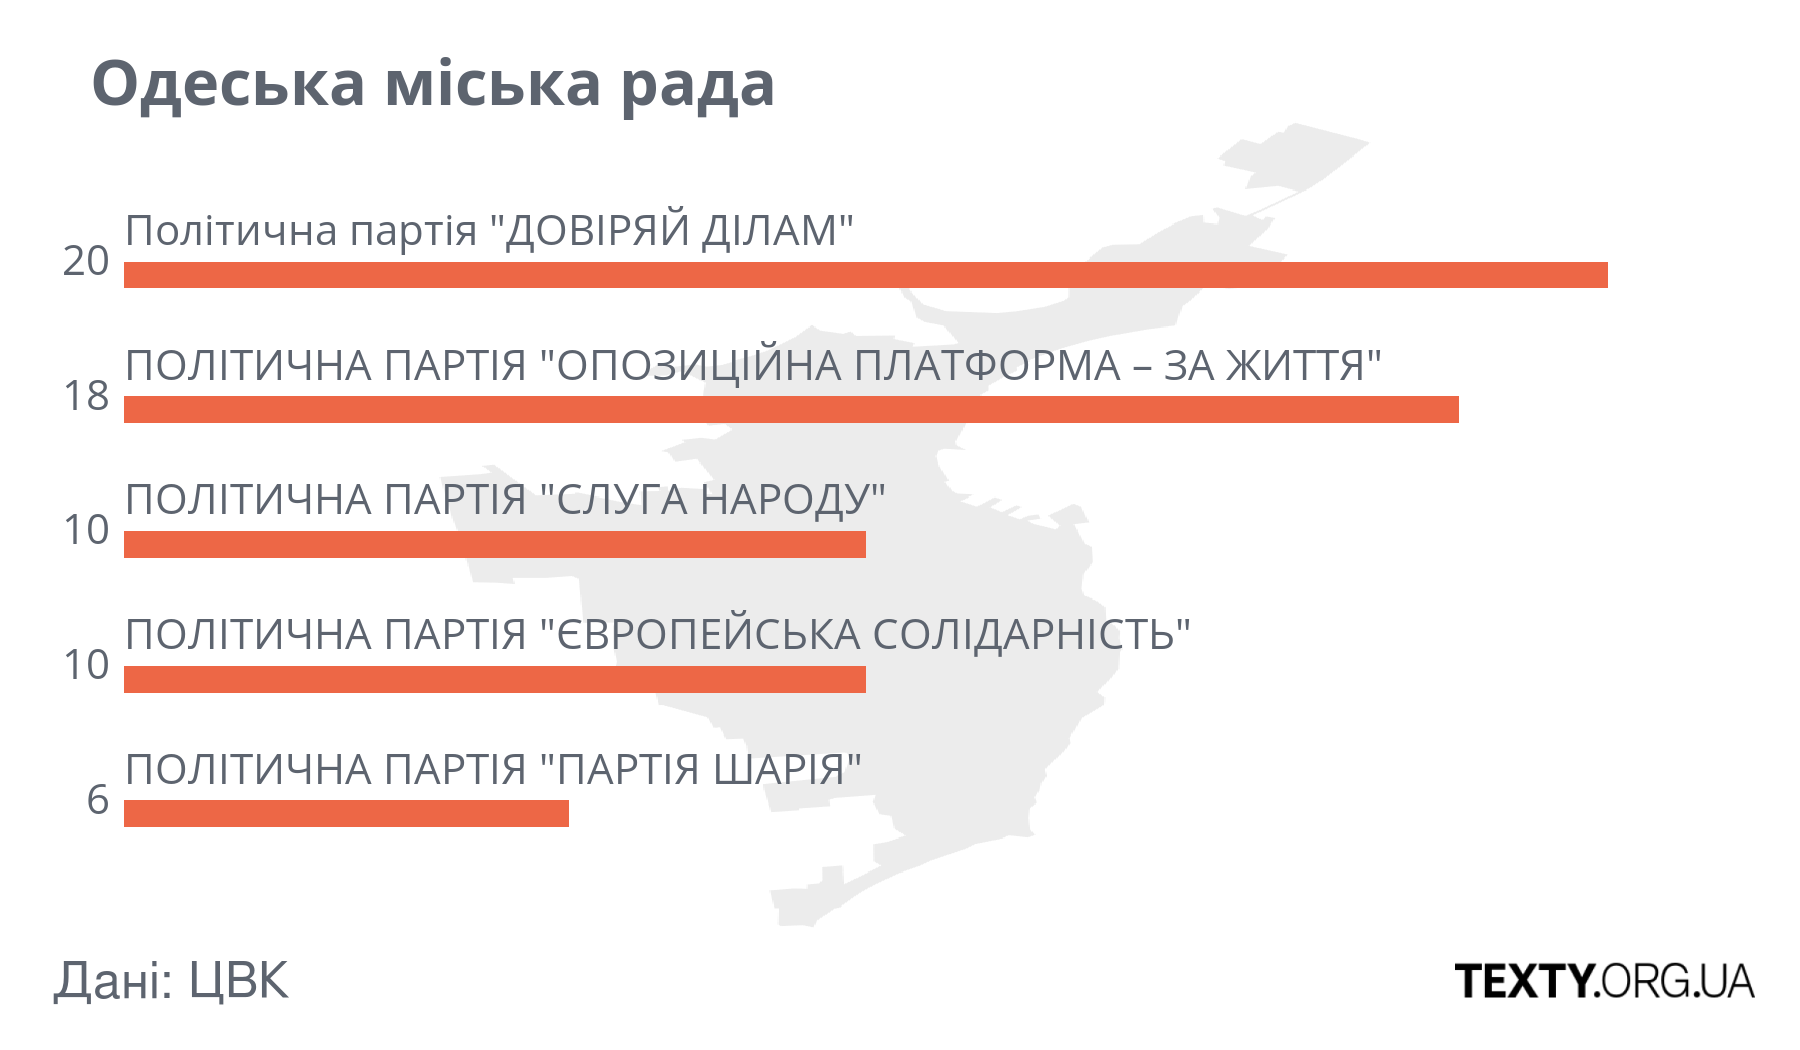 Одеська міська рада
Політична партія "ДОВІРЯЙ ДІЛАМ"
20
ПОЛІТИЧНА ПАРТІЯ "ОПОЗИЦІЙНА ПЛАТФОРМА – ЗА ЖИТТЯ"
18
ПОЛІТИЧНА ПАРТІЯ "СЛУГА НАРОДУ"
10
ПОЛІТИЧНА ПАРТІЯ "ЄВРОПЕЙСЬКА СОЛІДАРНІСТЬ"
10
ПОЛІТИЧНА ПАРТІЯ "ПАРТІЯ ШАРІЯ"
6
Дані: ЦВК
TEXTY.ORG.UA